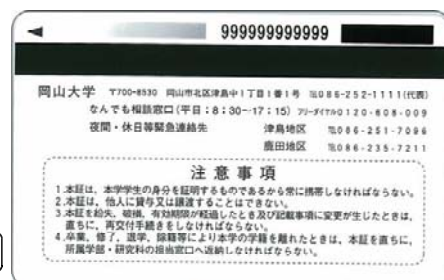 999999999999
岡山大学 〒700-8530 岡山市北区津島中1丁目1番1号 ℡086-252-1111(代表)
なんでも相談窓口(平日:8:30-17:15) フリーダイヤル0120-608-009
夜間・休日等緊急連絡先 津島地区 ℡086-251-7096
鹿田地区 ℡086-235-7211
注意事項
1.本証は、本学学生の身分を証明するものであるから常に携帯しなければならない。
2.本証は、他人に貸与又は譲渡することはできない。
3.本証を紛失、破損、有効期限が経過したとき及び記載事項に変更が生じたときは、
直ちに、再交付手続きをしなければならない。
4.卒業、修了、退学、除籍等により本学の学籍を離れたときは、本証を直ちに、
所属学部・研究科の担当窓口へ返納しなければならない。